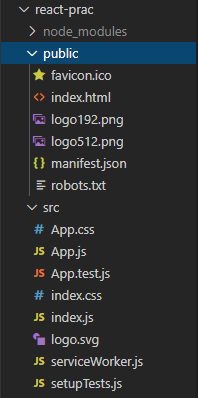 react-prac
node_modules
public
favicon.ico
index.html
logo192.png
logo512.png
manifest.json
robots.txt
src
App.css
App.js
App.test.js
index.css
index.js
logo.svg
serviceWorker.js
setupTests.js